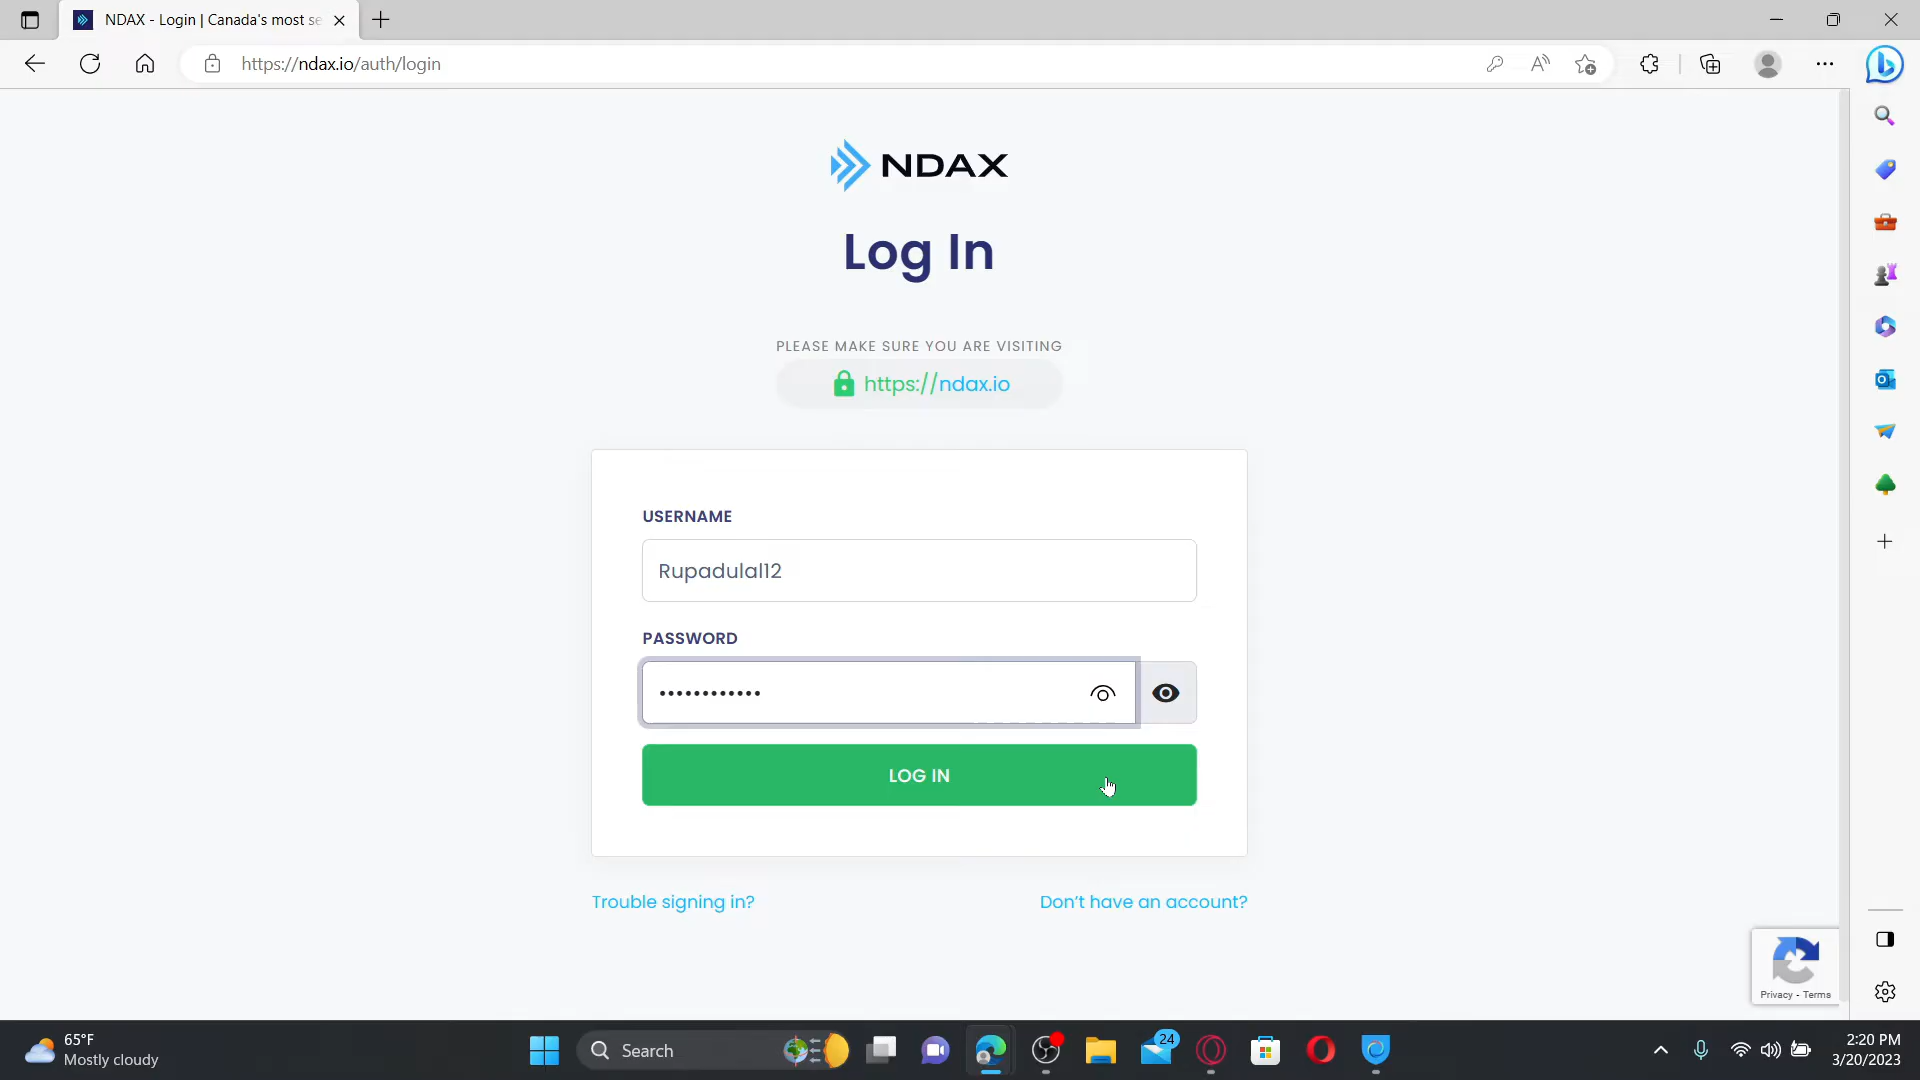 NDAX - Login | Canada's most se
https://ndax.io/auth/login
NDAX
Log In
PLEASE MAKE SURE YOU ARE VISITING
https://ndax.io
USERNAME
Rupadulal12
PASSWORD
••••••••••••
LOG IN
Trouble signing in?
Don't have an account?
Privacy - Terms
65°F
Mostly cloudy
Search
24
2:20 PM
3/20/2023